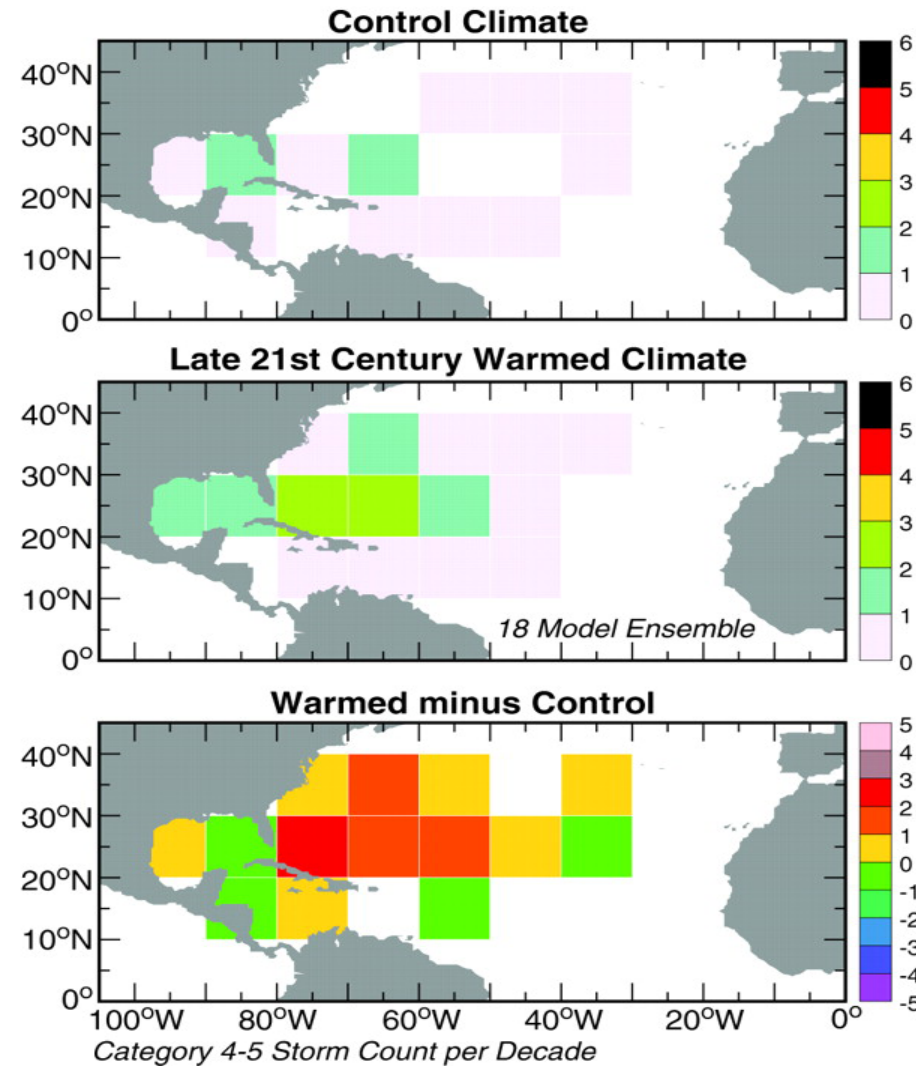 Control Climate
40°N
30°N
20°N
10°N
0°
6
5
4
3
2
1
0
Late 21st Century Warmed Climate
40°N
30°N
20°N
10°N
0°
18 Model Ensemble
6
5
4
3
2
1
0
Warmed minus Control
40°N
30°N
20°N
10°N
0°
5
4
3
2
1
0
-1
-2
-3
-4
-5
100°W 80°W 60°W 40°W 20°W 0°
Category 4-5 Storm Count per Decade